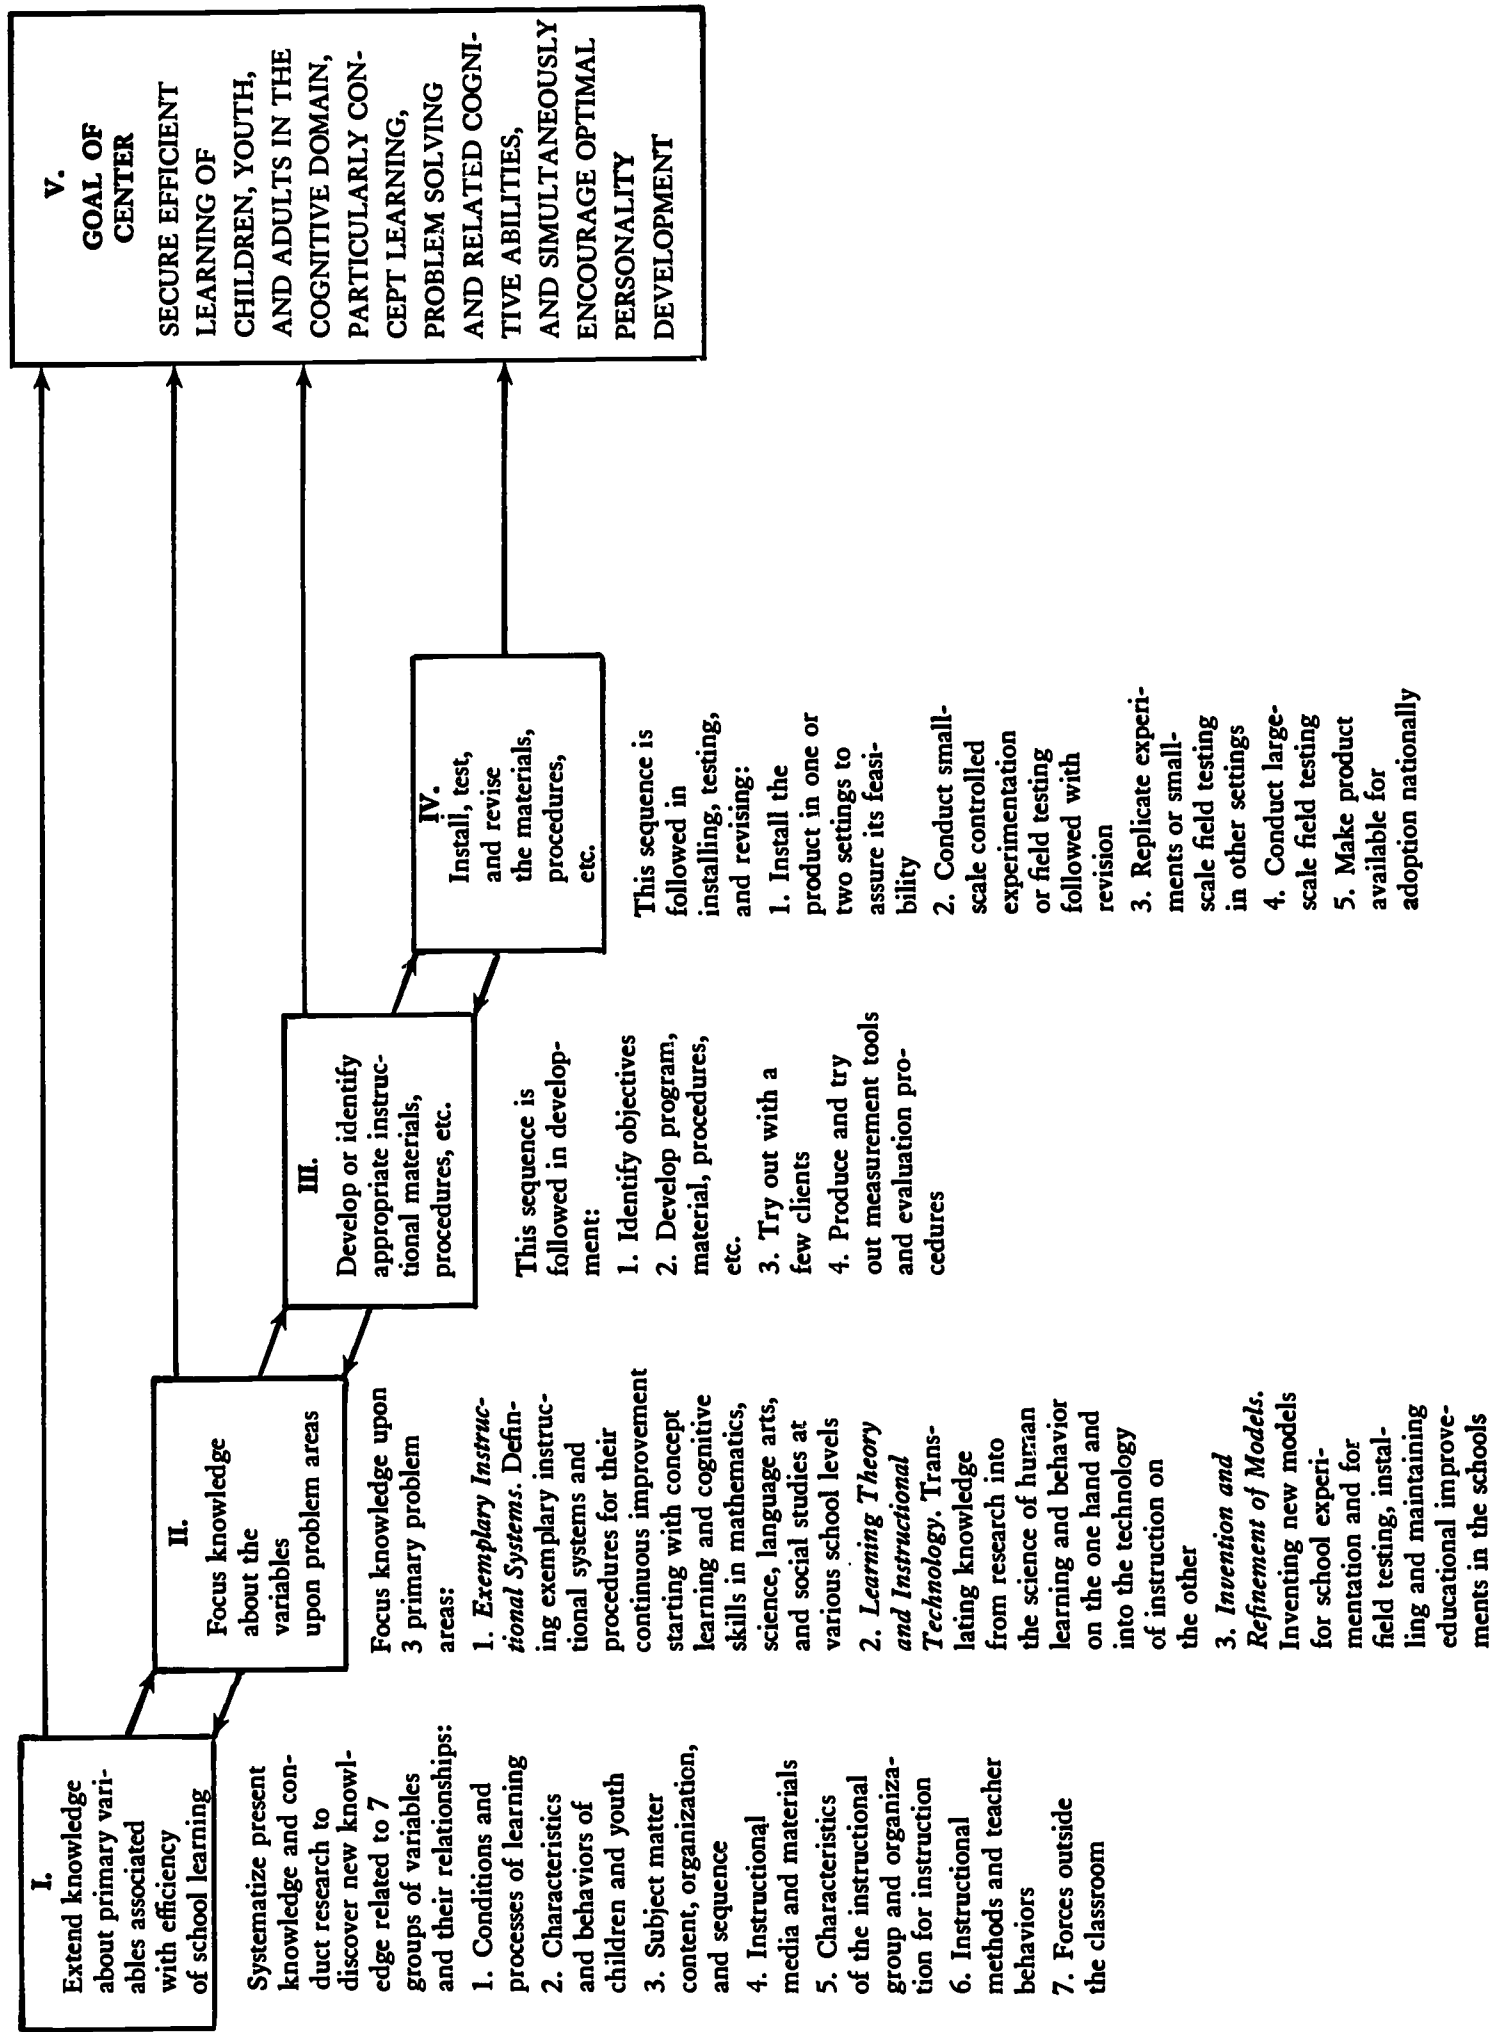 I.
Extend knowledge
about primary vari-
ables associated
with efficiency
of school learning
Systematize present
knowledge and con-
duct research to
discover new knowl-
edge related to 7
groups of variables
and their relationships:
1. Conditions and
processes of learning
2. Characteristics
and behaviors of
children and youth
3. Subject matter
content, organization,
and sequence
4. Instructional
media and materials
5. Characteristics
of the instructional
group and organiza-
tion for instruction
6. Instructional
methods and teacher
behaviors
7. Forces outside
the classroom
II.
Focus knowledge
about the
variables
upon problem areas
Focus knowledge upon
3 primary problem
areas:
1. Exemplary Instruc-
tional Systems. Defin-
ing exemplary instruc-
tional systems and
procedures for their
continuous improvement
starting with concept
learning and cognitive
skills in mathematics,
science, language arts,
and social studies at
various school levels
2. Learning Theory
and Instructional
Technology. Trans-
lating knowledge
from research into
the science of human
learning and behavior
on the one hand and
into the technology
of instruction on
the other
3. Invention and
Refinement of Models.
Inventing new models
for school experi-
mentation and for
field testing, instal-
ling and maintaining
educational improve-
ments in the schools
III.
Develop or identify
appropriate instruc-
tional materials,
procedures, etc.
This sequence is
followed in develop-
ment:
1. Identify objectives
2. Develop program,
material, procedures,
etc.
3. Try out with a
few clients
4. Produce and try
out measurement tools
and evaluation pro-
cedures
IV.
Install, test,
and revise
the materials,
procedures,
etc.
This sequence is
followed in
installing, testing,
and revising:
1. Install the
product in one or
two settings to
assure its feasi-
bility
2. Conduct small-
scale controlled
experimentation
or field testing
followed with
revision
3. Replicate experi-
ments or small-
scale field testing
in other settings
4. Conduct large-
scale field testing
5. Make product
available for
adoption nationally
V.
GOAL OF
CENTER
SECURE EFFICIENT
LEARNING OF
CHILDREN, YOUTH,
AND ADULTS IN THE
COGNITIVE DOMAIN,
PARTICULARLY CON-
CEPT LEARNING,
PROBLEM SOLVING
AND RELATED COGNI-
TIVE ABILITIES,
AND SIMULTANEOUSLY
ENCOURAGE OPTIMAL
PERSONALITY
DEVELOPMENT